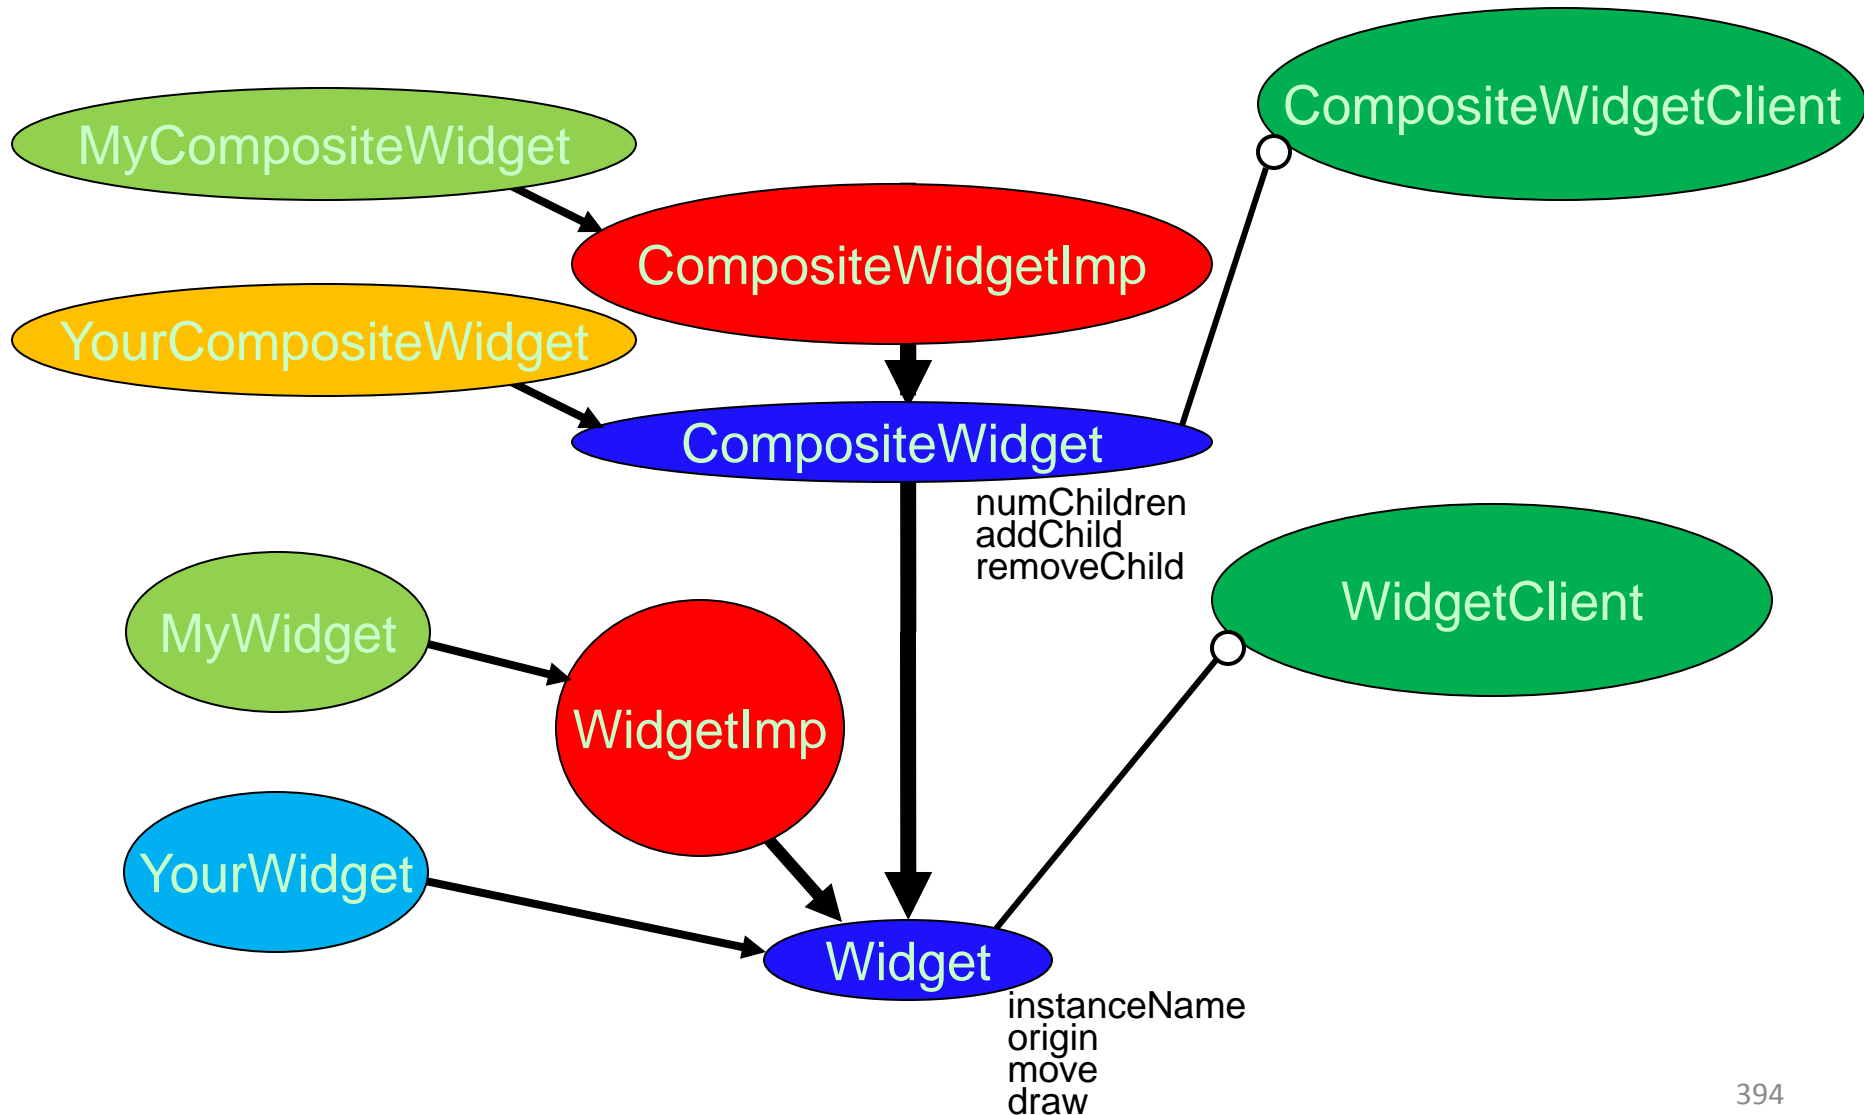 CompositeWidgetClient
MyCompositeWidget
CompositeWidgetImp
YourCompositeWidget
CompositeWidget
numChildren
addChild
removeChild
WidgetClient
MyWidget
WidgetImp
YourWidget
Widget
instanceName
origin
move
draw
394